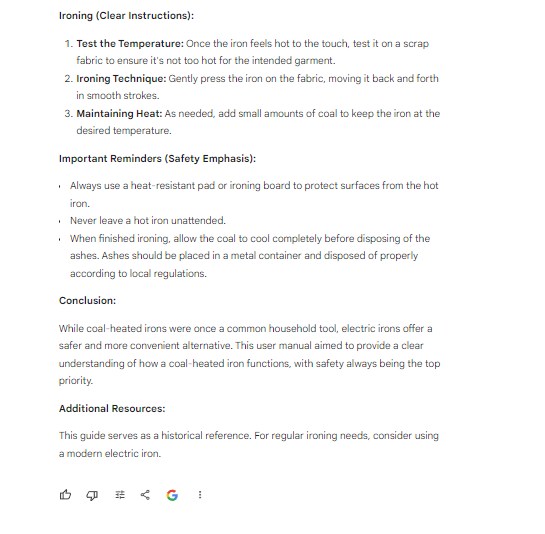 Ironing (Clear Instructions):
1. Test the Temperature: Once the iron feels hot to the touch, test it on a scrap
fabric to ensure it's not too hot for the intended garment.
2. Ironing Technique: Gently press the iron on the fabric, moving it back and forth
in smooth strokes.
3. Maintaining Heat: As needed, add small amounts of coal to keep the iron at the
desired temperature.
Important Reminders (Safety Emphasis):
• Always use a heat-resistant pad or ironing board to protect surfaces from the hot
iron.
• Never leave a hot iron unattended.
• When finished ironing, allow the coal to cool completely before disposing of the
ashes. Ashes should be placed in a metal container and disposed of properly
according to local regulations.
Conclusion:
While coal-heated irons were once a common household tool, electric irons offer a
safer and more convenient alternative. This user manual aimed to provide a clear
understanding of how a coal-heated iron functions, with safety always being the top
priority.
Additional Resources:
This guide serves as a historical reference. For regular ironing needs, consider using
a modern electric iron.